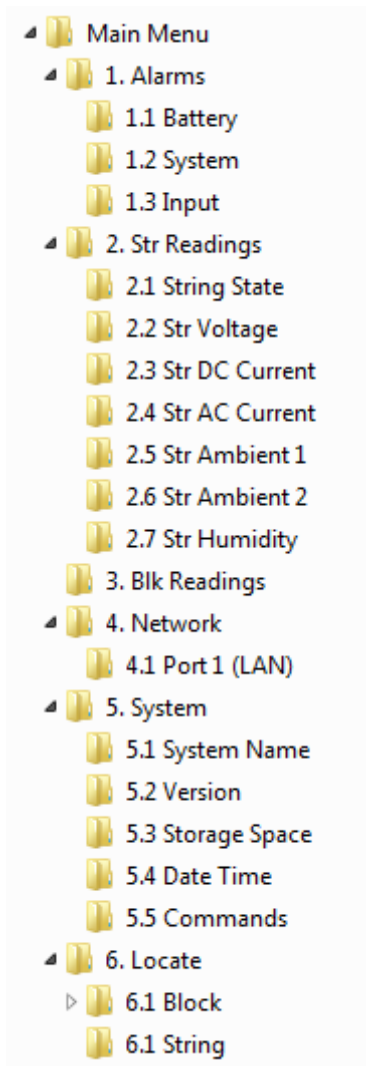 Main Menu
1. Alarms
1.1 Battery
1.2 System
1.3 Input
2. Str Readings
2.1 String State
2.2 Str Voltage
2.3 Str DC Current
2.4 Str AC Current
2.5 Str Ambient 1
2.6 Str Ambient 2
2.7 Str Humidity
3. Blk Readings
4. Network
4.1 Port 1 (LAN)
5. System
5.1 System Name
5.2 Version
5.3 Storage Space
5.4 Date Time
5.5 Commands
6. Locate
6.1 Block
6.1 String